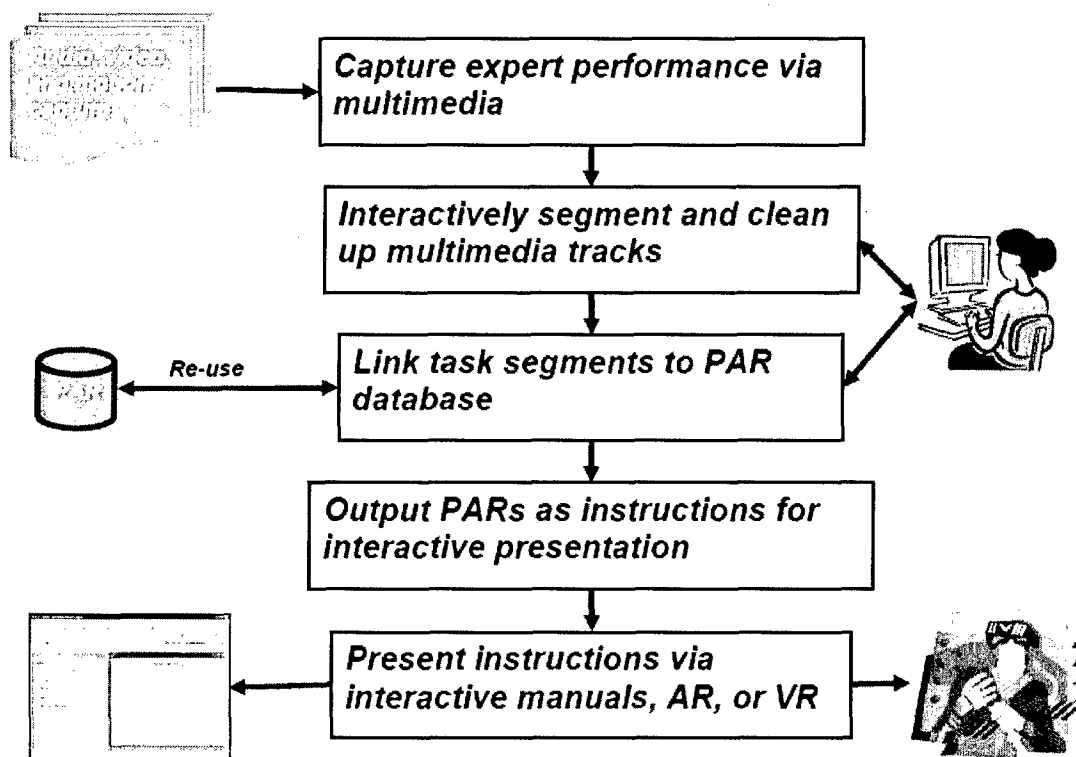 Capture expert performance via
multimedia
Interactively segment and clean
up multimedia tracks
Re-use
Link task segments to PAR
database
Output PARs as instructions for
interactive presentation
Present instructions via
interactive manuals, AR, or VR